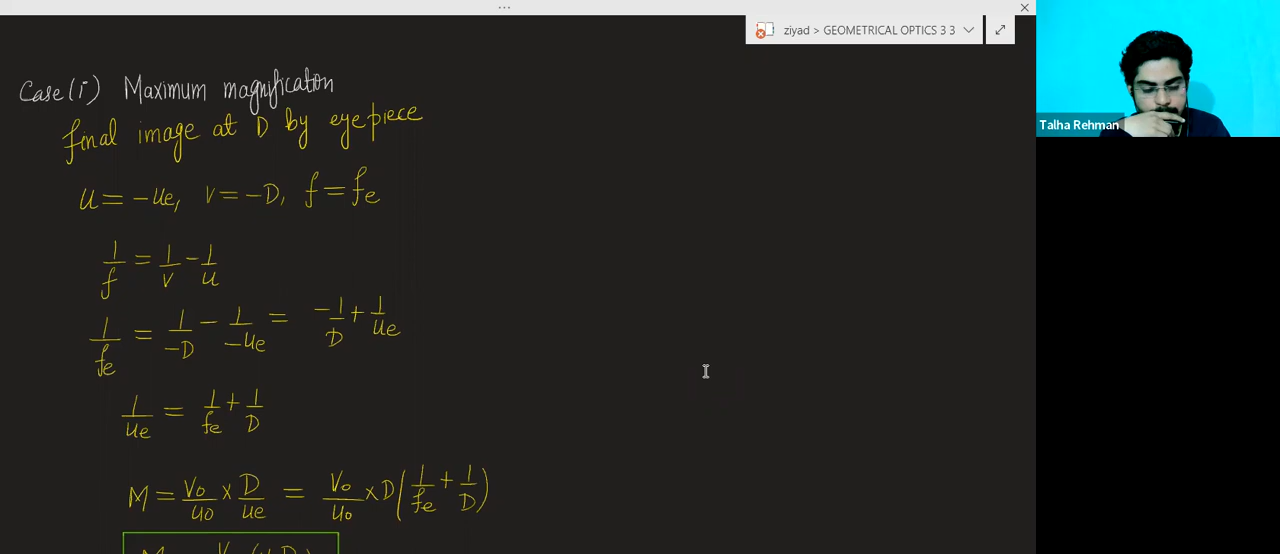 ziyad > GEOMETRICAL OPTICS 3 3
Talha Rehman
Case(i) Maximum magnification
final image at D by eyepiece
u = -ue, v = -D, f = fe
1/f = 1/v - 1/u
1/fe = 1/-D - 1/-ue = -1/D + 1/ue
1/ue = 1/fe + 1/D
M = Vo/uo × D/ue = Vo/uo × D(1/fe + 1/D)